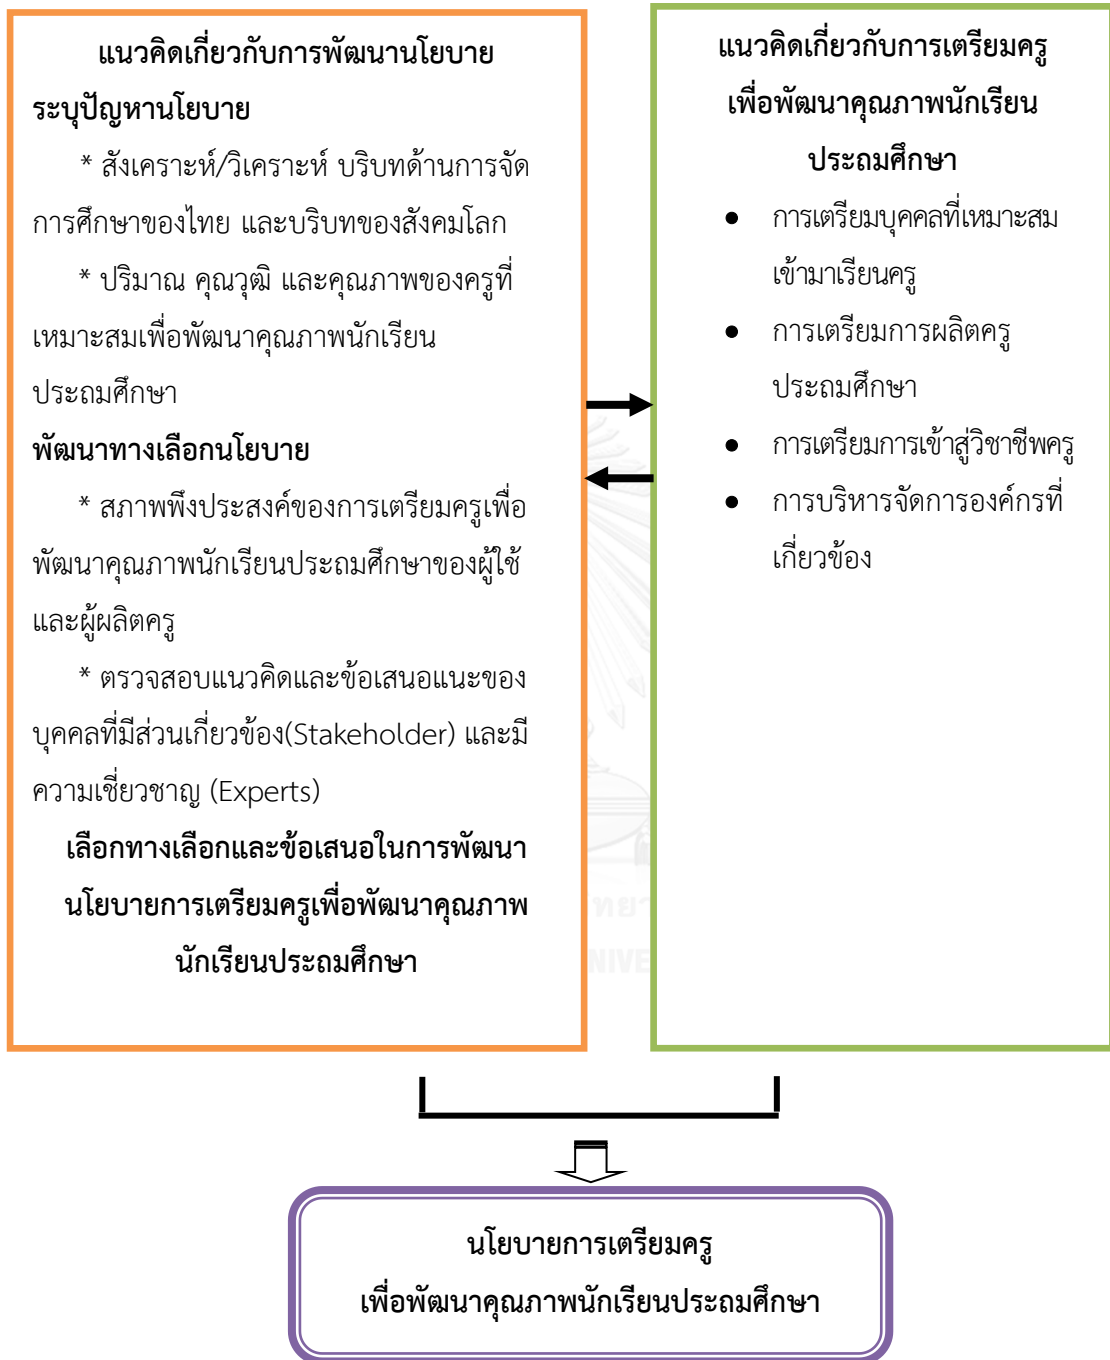 แนวคิดเกี่ยวกับการพัฒนานโยบาย
ระบุปัญหานโยบาย
* สังเคราะห์/วิเคราะห์ บริบทด้านการจัด
การศึกษาของไทย และบริบทของสังคมโลก
* ปริมาณ คุณวุฒิ และคุณภาพของครูที่
เหมาะสมเพื่อพัฒนาคุณภาพนักเรียน
ประถมศึกษา
พัฒนาทางเลือกนโยบาย
* สภาพพึงประสงค์ของการเตรียมครูเพื่อ
พัฒนาคุณภาพนักเรียนประถมศึกษาของผู้ใช้
และผู้ผลิตครู
* ตรวจสอบแนวคิดและข้อเสนอแนะของ
บุคคลที่มีส่วนเกี่ยวข้อง(Stakeholder) และมี
ความเชี่ยวชาญ (Experts)
เลือกทางเลือกและข้อเสนอในการพัฒนา
นโยบายการเตรียมครูเพื่อพัฒนาคุณภาพ
นักเรียนประถมศึกษา
แนวคิดเกี่ยวกับการเตรียมครู
เพื่อพัฒนาคุณภาพนักเรียน
ประถมศึกษา
● การเตรียมบุคคลที่เหมาะสม
เข้ามาเรียนครู
● การเตรียมการผลิตครู
ประถมศึกษา
● การเตรียมการเข้าสู่วิชาชีพครู
● การบริหารจัดการองค์กรที่
เกี่ยวข้อง
ทยา
NIVE
นโยบายการเตรียมครู
เพื่อพัฒนาคุณภาพนักเรียนประถมศึกษา